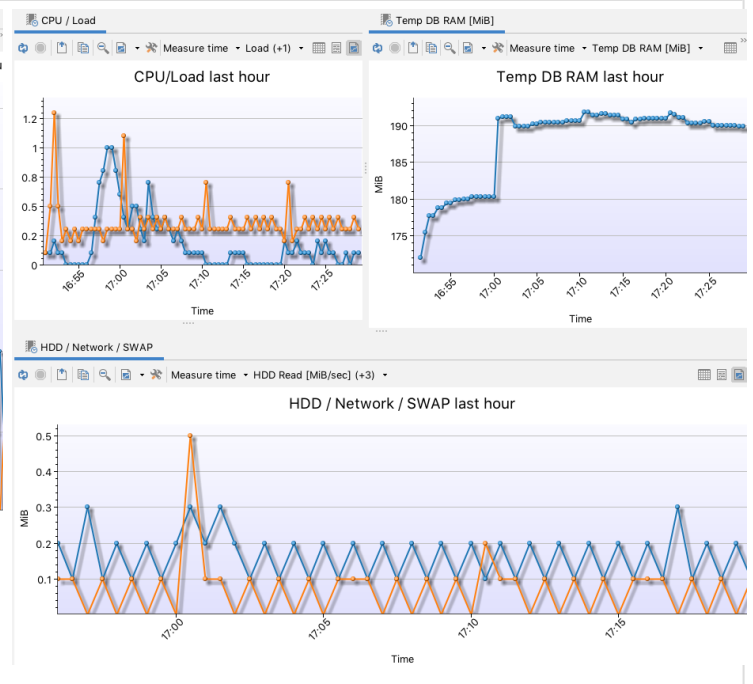 CPU / Load
Measure time
Load (+1)
CPU/Load last hour
1.2
1
0.8
0.5
0.2
0
16:55
17:00
17:05
17:10
17:15
17:20
17:25
Time
Temp DB RAM [MiB]
Measure time
Temp DB RAM [MiB]
Temp DB RAM last hour
MiB
190
185
180
175
16:55
17:00
17:05
17:10
17:15
17:20
17:25
Time
HDD / Network / SWAP
Measure time
HDD Read [MiB/sec] (+3)
HDD / Network / SWAP last hour
MiB
0.5
0.4
0.3
0.2
0.1
17:00
17:05
17:10
17:15
Time